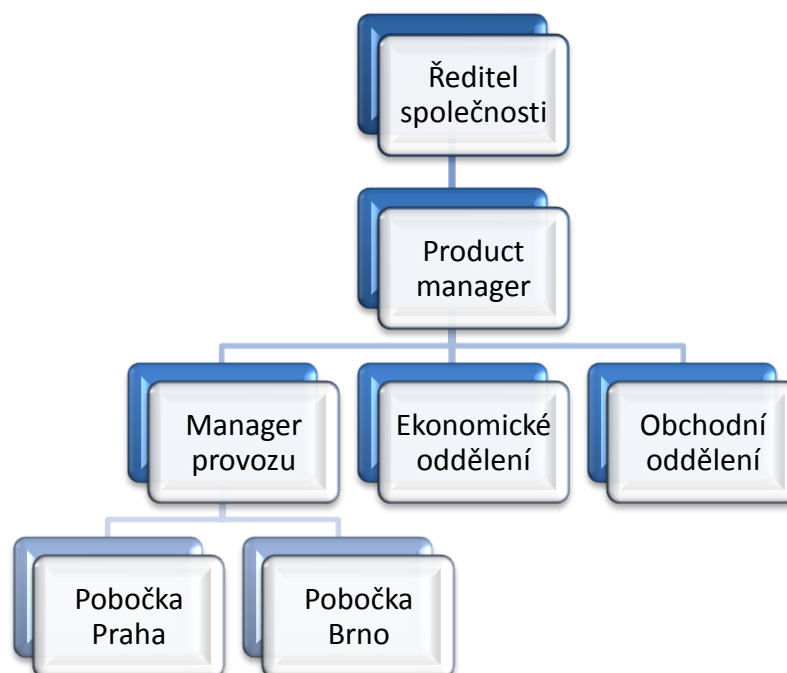 Ředitel
společnosti
Product
manager
Manager
provozu
Ekonomické
oddělení
Obchodní
oddělení
Pobočka
Praha
Pobočka
Brno